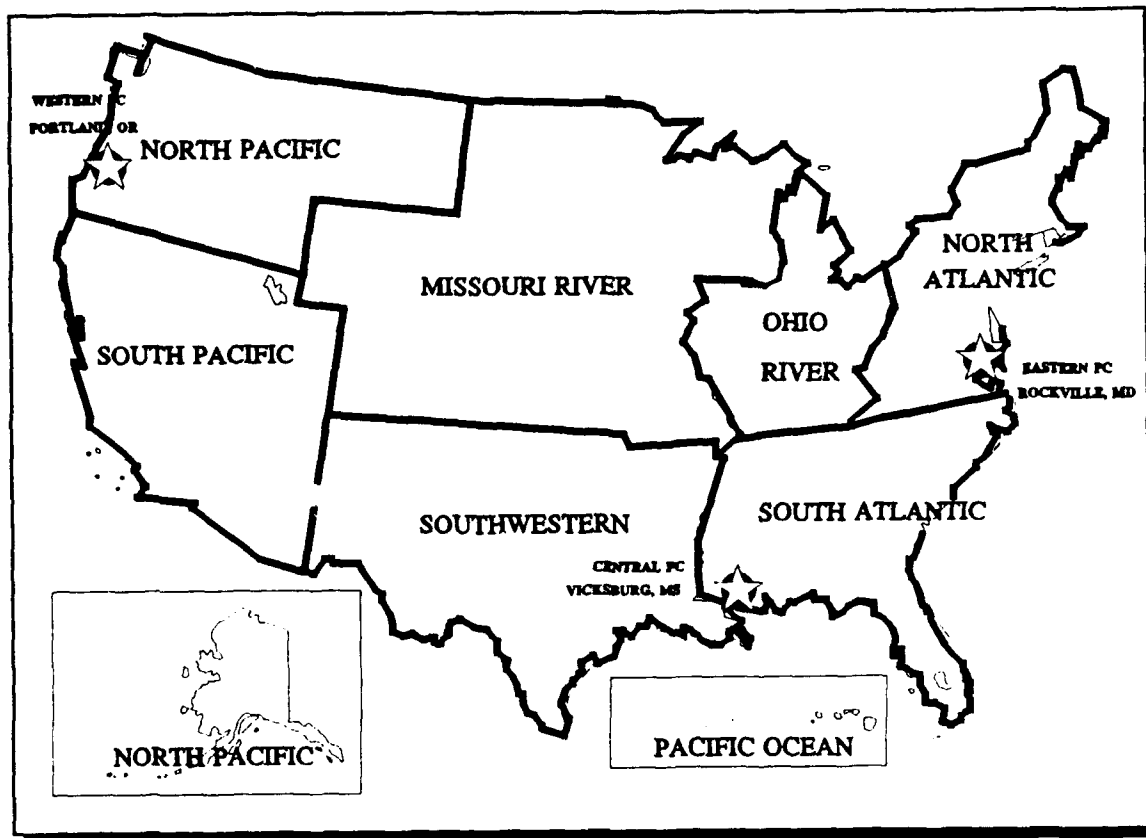 WESTERN PC
PORTLAND, OR
NORTH PACIFIC
NORTH
ATLANTIC
MISSOURI RIVER
OHIO
RIVER
SOUTH PACIFIC
EASTERN PC
ROCKVILLE, MD
SOUTHWESTERN
SOUTH ATLANTIC
CENTRAL PC
VICKSBURG, MS
NORTH PACIFIC
PACIFIC OCEAN